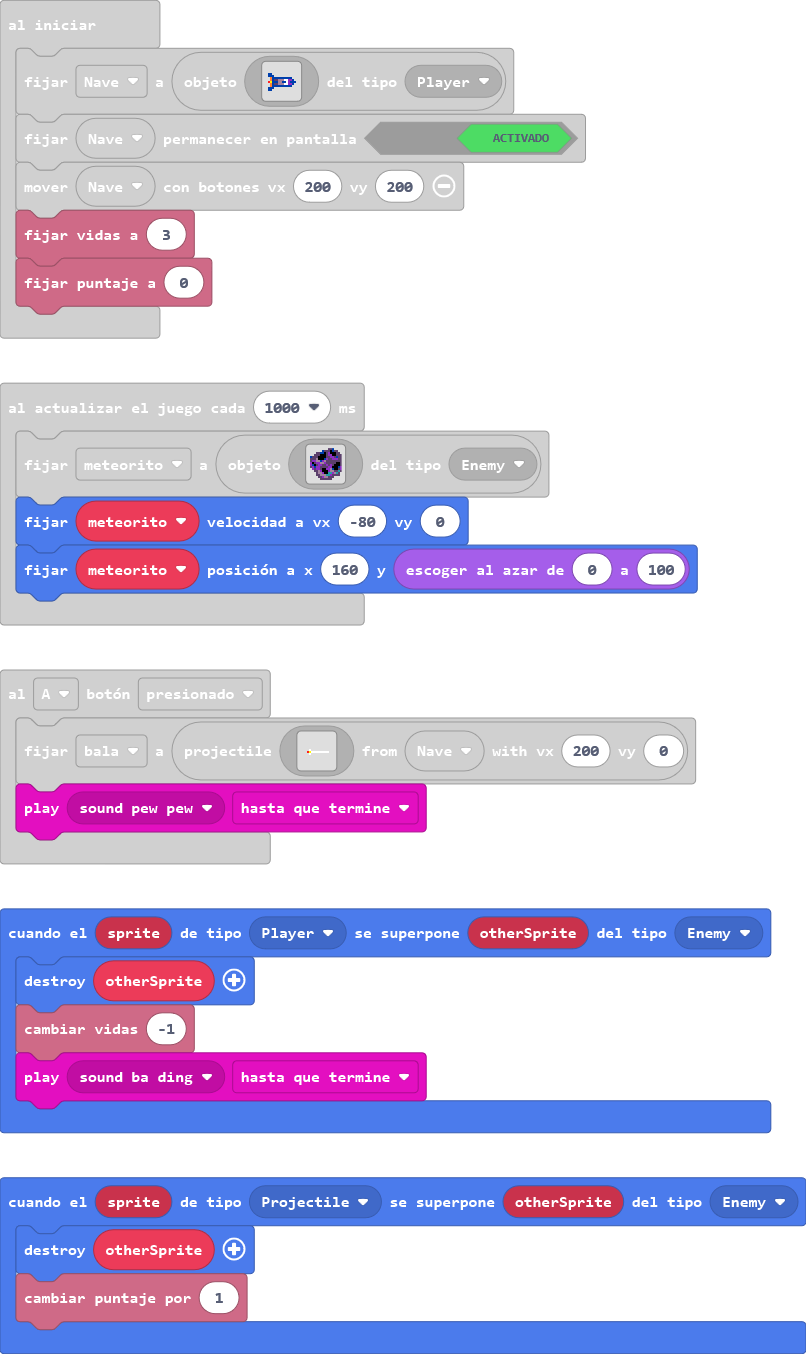 al iniciar
fijar Nave a objeto del tipo Player
fijar Nave permanecer en pantalla ACTIVADO
mover Nave con botones vx 200 vy 200
fijar vidas a 3
fijar puntaje a 0
al actualizar el juego cada 1000 ms
fijar meteorito a objeto del tipo Enemy
fijar meteorito velocidad a vx -80 vy 0
fijar meteorito posición a x 160 y escoger al azar de 0 a 100
al A botón presionado
fijar bala a projectile from Nave with vx 200 vy 0
play sound pew pew hasta que termine
cuando el sprite de tipo Player se superpone otherSprite del tipo Enemy
destroy otherSprite
cambiar vidas -1
play sound ba ding hasta que termine
cuando el sprite de tipo Projectile se superpone otherSprite del tipo Enemy
destroy otherSprite
cambiar puntaje por 1